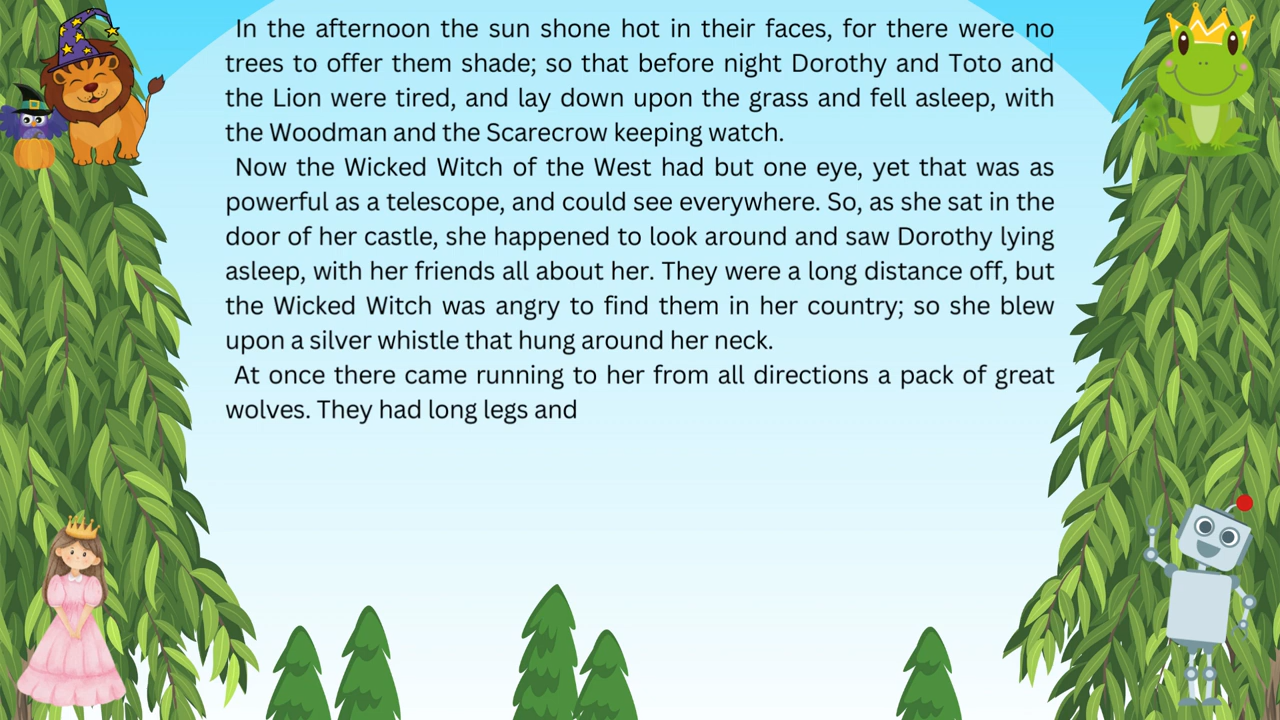 In the afternoon the sun shone hot in their faces, for there were no
trees to offer them shade; so that before night Dorothy and Toto and
the Lion were tired, and lay down upon the grass and fell asleep, with
the Woodman and the Scarecrow keeping watch.
Now the Wicked Witch of the West had but one eye, yet that was as
powerful as a telescope, and could see everywhere. So, as she sat in the
door of her castle, she happened to look around and saw Dorothy lying
asleep, with her friends all about her. They were a long distance off, but
the Wicked Witch was angry to find them in her country; so she blew
upon a silver whistle that hung around her neck.
At once there came running to her from all directions a pack of great
wolves. They had long legs and